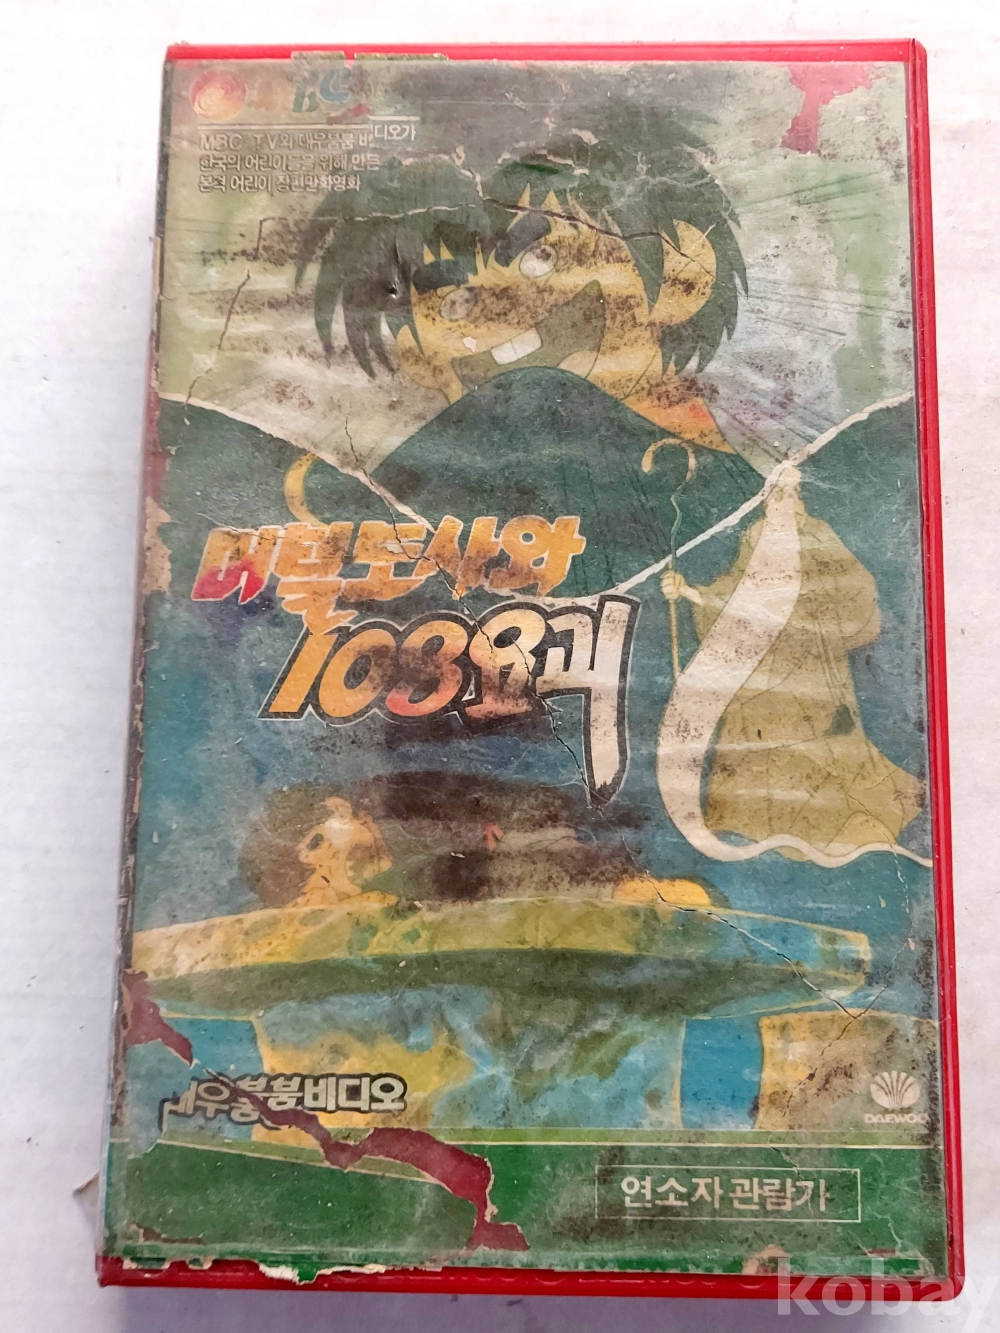 MBC
MBC TV와 대우붐붐 비디오가
한국의 어린이들을 위해 만든
본격 어린이 장편만화영화
머털도사와
108요괴
대우붐붐비디오
DAEWOO
연소자관람가
kobay